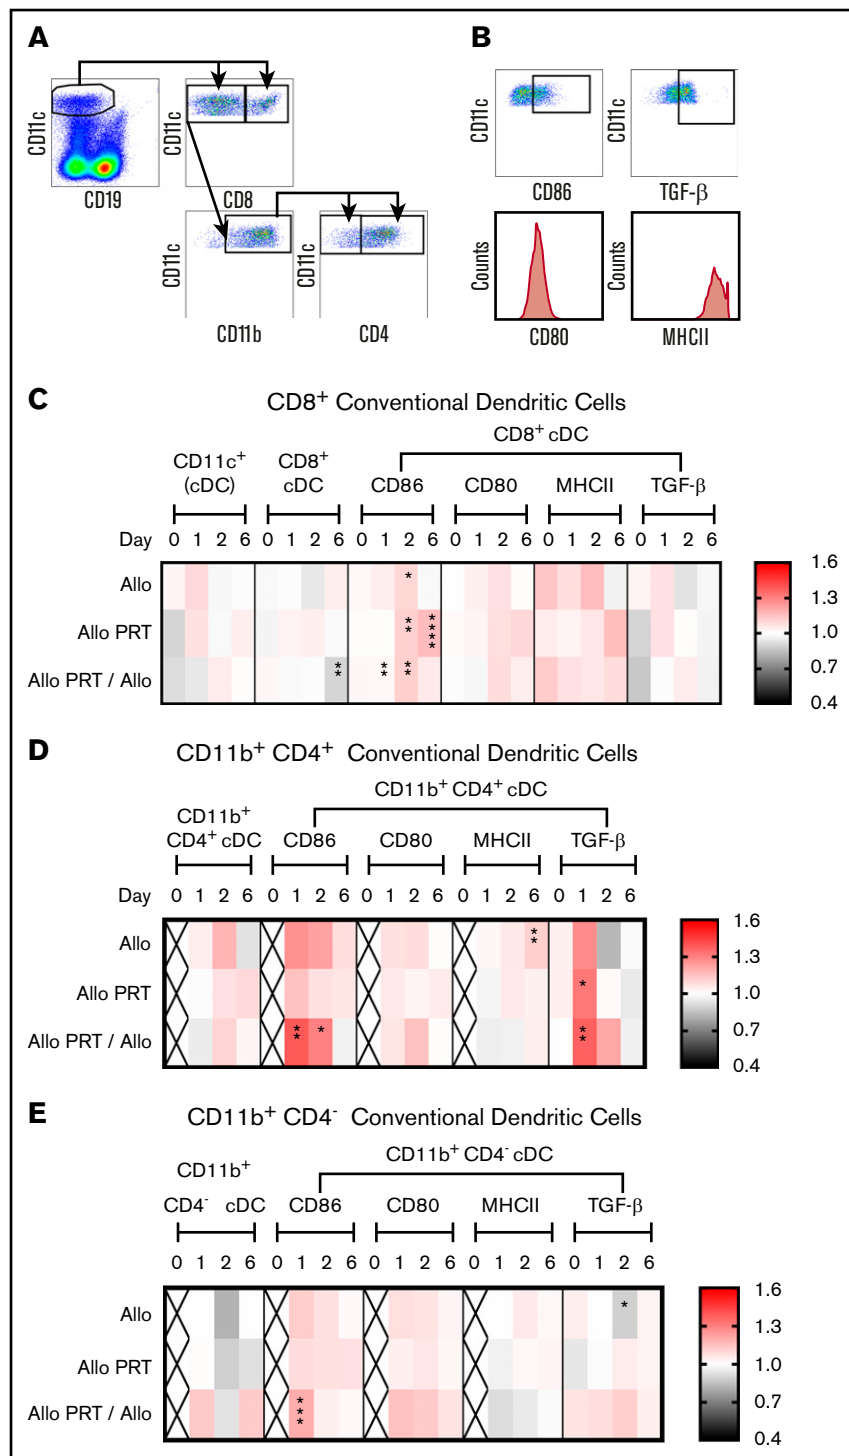 A
B
CD11c
CD11c
CD11c
CD11c
CD19
CD8
CD86
TGF-β
CD11c
CD11c
Counts
Counts
CD11b
CD4
CD80
MHCII
C
CD8+ Conventional Dendritic Cells
CD8+ cDC
CD11c+
(cDC)
CD8+
cDC
CD86
CD80
MHCII
TGF-β
Day 0 1 2 6 0 1 2 6 0 1 2 6 0 1 2 6 0 1 2 6 0 1 2 6
Allo *
Allo PRT ** ****
Allo PRT / Allo ** ** **
1.6
1.3
1.0
0.7
0.4
D
CD11b+ CD4+ Conventional Dendritic Cells
CD11b+ CD4+ cDC
CD11b+
CD4+ cDC
CD86
CD80
MHCII
TGF-β
Day 0 1 2 6 0 1 2 6 0 1 2 6 0 1 2 6 0 1 2 6
Allo **
Allo PRT *
Allo PRT / Allo ** * **
1.6
1.3
1.0
0.7
0.4
E
CD11b+ CD4- Conventional Dendritic Cells
CD11b+ CD4- cDC
CD11b+
CD4- cDC
CD86
CD80
MHCII
TGF-β
0 1 2 6 0 1 2 6 0 1 2 6 0 1 2 6 0 1 2 6
Allo *
Allo PRT
Allo PRT / Allo ***
1.6
1.3
1.0
0.7
0.4